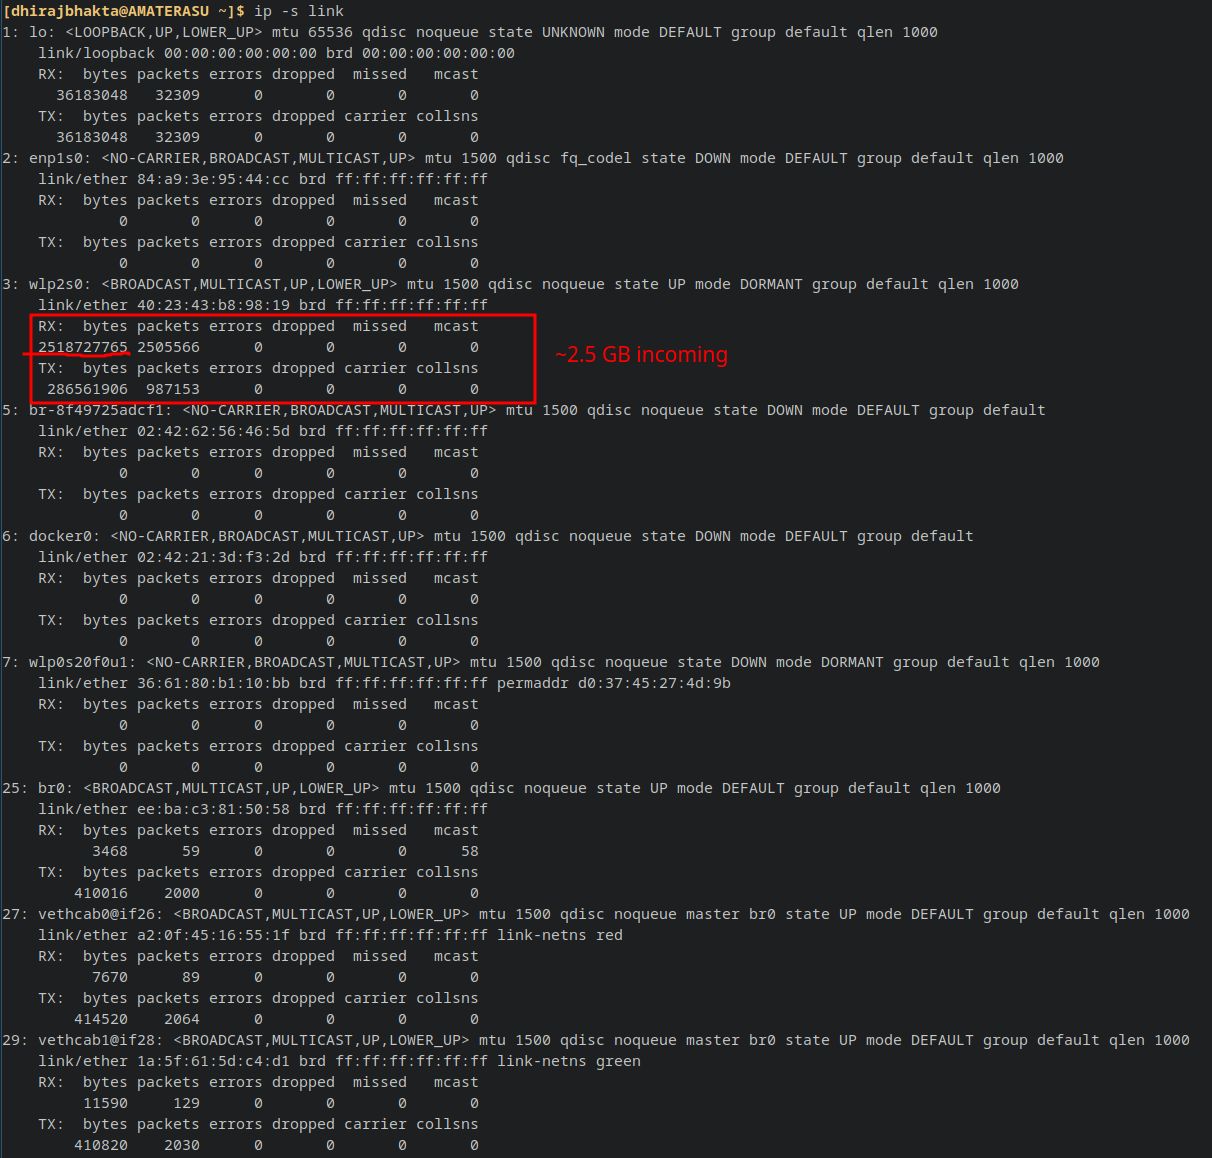 [dhirajbhakta@AMATERASU ~]$ ip -s link
1: lo: <LOOPBACK,UP,LOWER_UP> mtu 65536 qdisc noqueue state UNKNOWN mode DEFAULT group default qlen 1000
    link/loopback 00:00:00:00:00:00 brd 00:00:00:00:00:00
    RX:  bytes packets errors dropped  missed   mcast
      36183048   32309      0       0       0       0
    TX:  bytes packets errors dropped carrier collsns
      36183048   32309      0       0       0       0
2: enp1s0: <NO-CARRIER,BROADCAST,MULTICAST,UP> mtu 1500 qdisc fq_codel state DOWN mode DEFAULT group default qlen 1000
    link/ether 84:a9:3e:95:44:cc brd ff:ff:ff:ff:ff:ff
    RX:  bytes packets errors dropped  missed   mcast
             0       0      0       0       0       0
    TX:  bytes packets errors dropped carrier collsns
             0       0      0       0       0       0
3: wlp2s0: <BROADCAST,MULTICAST,UP,LOWER_UP> mtu 1500 qdisc noqueue state UP mode DORMANT group default qlen 1000
    link/ether 40:23:43:b8:98:19 brd ff:ff:ff:ff:ff:ff
    RX:  bytes packets errors dropped  missed   mcast
    2518727765 2505566      0       0       0       0
~2.5 GB incoming
    TX:  bytes packets errors dropped carrier collsns
     286561906  987153      0       0       0       0
5: br-8f49725adcf1: <NO-CARRIER,BROADCAST,MULTICAST,UP> mtu 1500 qdisc noqueue state DOWN mode DEFAULT group default
    link/ether 02:42:62:56:46:5d brd ff:ff:ff:ff:ff:ff
    RX:  bytes packets errors dropped  missed   mcast
             0       0      0       0       0       0
    TX:  bytes packets errors dropped carrier collsns
             0       0      0       0       0       0
6: docker0: <NO-CARRIER,BROADCAST,MULTICAST,UP> mtu 1500 qdisc noqueue state DOWN mode DEFAULT group default
    link/ether 02:42:21:3d:f3:2d brd ff:ff:ff:ff:ff:ff
    RX:  bytes packets errors dropped  missed   mcast
             0       0      0       0       0       0
    TX:  bytes packets errors dropped carrier collsns
             0       0      0       0       0       0
7: wlp0s20f0u1: <NO-CARRIER,BROADCAST,MULTICAST,UP> mtu 1500 qdisc noqueue state DOWN mode DORMANT group default qlen 1000
    link/ether 36:61:80:b1:10:bb brd ff:ff:ff:ff:ff:ff permaddr d0:37:45:27:4d:9b
    RX:  bytes packets errors dropped  missed   mcast
             0       0      0       0       0       0
    TX:  bytes packets errors dropped carrier collsns
             0       0      0       0       0       0
25: br0: <BROADCAST,MULTICAST,UP,LOWER_UP> mtu 1500 qdisc noqueue state UP mode DEFAULT group default qlen 1000
    link/ether ee:ba:c3:81:50:58 brd ff:ff:ff:ff:ff:ff
    RX:  bytes packets errors dropped  missed   mcast
          3468      59      0       0       0      58
    TX:  bytes packets errors dropped carrier collsns
        410016    2000      0       0       0       0
27: vethcab0@if26: <BROADCAST,MULTICAST,UP,LOWER_UP> mtu 1500 qdisc noqueue master br0 state UP mode DEFAULT group default qlen 1000
    link/ether a2:0f:45:16:55:1f brd ff:ff:ff:ff:ff:ff link-netns red
    RX:  bytes packets errors dropped  missed   mcast
          7670      89      0       0       0       0
    TX:  bytes packets errors dropped carrier collsns
        414520    2064      0       0       0       0
29: vethcab1@if28: <BROADCAST,MULTICAST,UP,LOWER_UP> mtu 1500 qdisc noqueue master br0 state UP mode DEFAULT group default qlen 1000
    link/ether 1a:5f:61:5d:c4:d1 brd ff:ff:ff:ff:ff:ff link-netns green
    RX:  bytes packets errors dropped  missed   mcast
         11590     129      0       0       0       0
    TX:  bytes packets errors dropped carrier collsns
        410820    2030      0       0       0       0